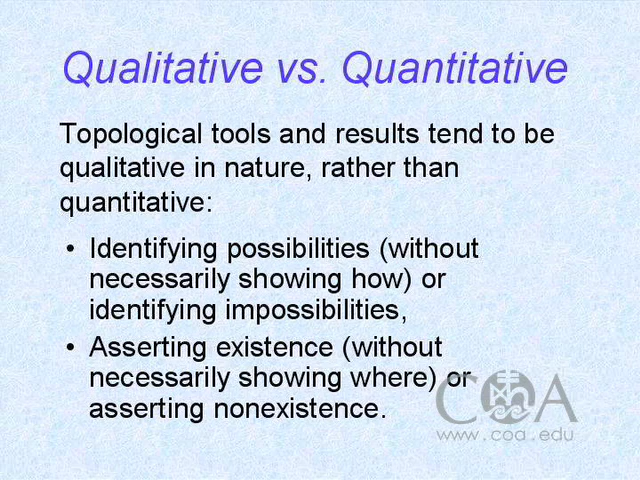 Qualitative vs. Quantitative
Topological tools and results tend to be
qualitative in nature, rather than
quantitative:
• Identifying possibilities (without
necessarily showing how) or
identifying impossibilities,
• Asserting existence (without
necessarily showing where) or
asserting nonexistence.
COA
www.coa.edu